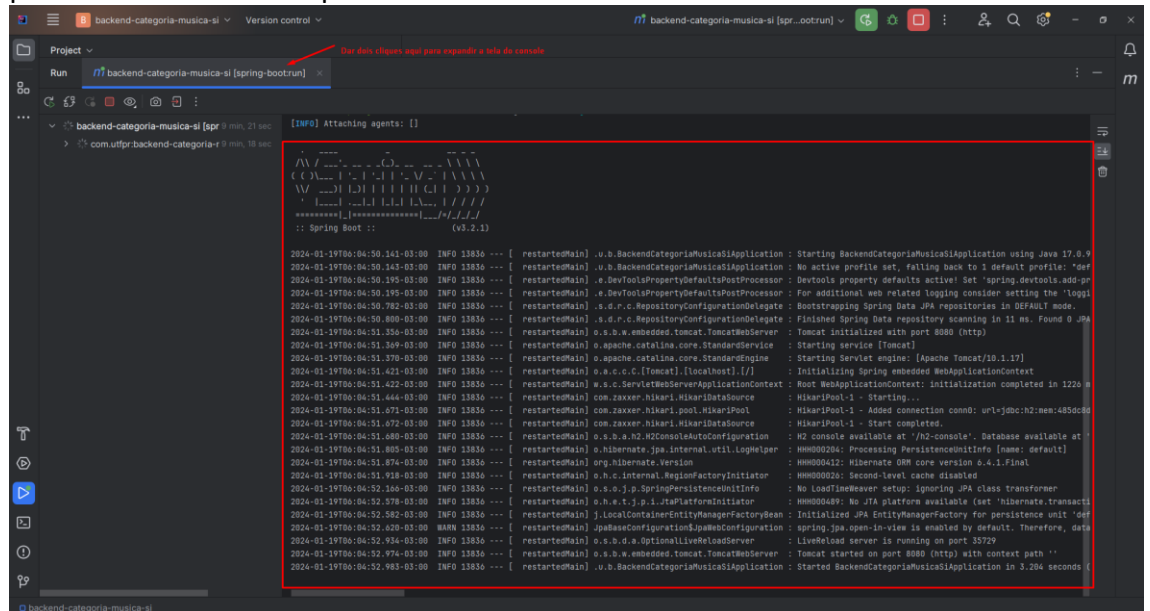 backend-categoria-musica-si Version control backend-categoria-musica-si [spr...oot:run]
Project
Dar dois cliques aqui para expandir a tela do console
Run backend-categoria-musica-si [spring-boot:run]
backend-categoria-musica-si [spr 9 min, 21 sec
com.utfpr:backend-categoria-r 9 min, 18 sec
[INFO] Attaching agents: []
:: Spring Boot :: (v3.2.1)
2024-01-19T06:04:50.141-03:00 INFO 13836 --- [ restartedMain] .u.b.BackendCategoriaMusicaSiApplication : Starting BackendCategoriaMusicaSiApplication using Java 17.0.9
2024-01-19T06:04:50.143-03:00 INFO 13836 --- [ restartedMain] .u.b.BackendCategoriaMusicaSiApplication : No active profile set, falling back to 1 default profile: "def
2024-01-19T06:04:50.195-03:00 INFO 13836 --- [ restartedMain] .e.DevToolsPropertyDefaultsPostProcessor : Devtools property defaults active! Set 'spring.devtools.add-pr
2024-01-19T06:04:50.195-03:00 INFO 13836 --- [ restartedMain] .e.DevToolsPropertyDefaultsPostProcessor : For additional web related logging consider setting the 'loggi
2024-01-19T06:04:50.782-03:00 INFO 13836 --- [ restartedMain] .s.d.r.c.RepositoryConfigurationDelegate : Bootstrapping Spring Data JPA repositories in DEFAULT mode.
2024-01-19T06:04:50.800-03:00 INFO 13836 --- [ restartedMain] .s.d.r.c.RepositoryConfigurationDelegate : Finished Spring Data repository scanning in 11 ms. Found 0 JPA
2024-01-19T06:04:51.356-03:00 INFO 13836 --- [ restartedMain] o.s.b.w.embedded.tomcat.TomcatWebServer : Tomcat initialized with port 8080 (http)
2024-01-19T06:04:51.369-03:00 INFO 13836 --- [ restartedMain] o.apache.catalina.core.StandardService : Starting service [Tomcat]
2024-01-19T06:04:51.370-03:00 INFO 13836 --- [ restartedMain] o.apache.catalina.core.StandardEngine : Starting Servlet engine: [Apache Tomcat/10.1.17]
2024-01-19T06:04:51.421-03:00 INFO 13836 --- [ restartedMain] o.a.c.c.C.[Tomcat].[localhost].[/] : Initializing Spring embedded WebApplicationContext
2024-01-19T06:04:51.422-03:00 INFO 13836 --- [ restartedMain] w.s.c.ServletWebServerApplicationContext : Root WebApplicationContext: initialization completed in 1226 m
2024-01-19T06:04:51.444-03:00 INFO 13836 --- [ restartedMain] com.zaxxer.hikari.HikariDataSource : HikariPool-1 - Starting...
2024-01-19T06:04:51.671-03:00 INFO 13836 --- [ restartedMain] com.zaxxer.hikari.pool.HikariPool : HikariPool-1 - Added connection conn0: url=jdbc:h2:mem:485dc8d
2024-01-19T06:04:51.672-03:00 INFO 13836 --- [ restartedMain] com.zaxxer.hikari.HikariDataSource : HikariPool-1 - Start completed.
2024-01-19T06:04:51.680-03:00 INFO 13836 --- [ restartedMain] o.s.b.a.h2.H2ConsoleAutoConfiguration : H2 console available at '/h2-console'. Database available at '
2024-01-19T06:04:51.805-03:00 INFO 13836 --- [ restartedMain] o.hibernate.jpa.internal.util.LogHelper : HHH000204: Processing PersistenceUnitInfo [name: default]
2024-01-19T06:04:51.874-03:00 INFO 13836 --- [ restartedMain] org.hibernate.Version : HHH000412: Hibernate ORM core version 6.4.1.Final
2024-01-19T06:04:51.918-03:00 INFO 13836 --- [ restartedMain] o.h.c.internal.RegionFactoryInitiator : HHH000026: Second-level cache disabled
2024-01-19T06:04:52.166-03:00 INFO 13836 --- [ restartedMain] o.s.o.j.p.SpringPersistenceUnitInfo : No LoadTimeWeaver setup: ignoring JPA class transformer
2024-01-19T06:04:52.578-03:00 INFO 13836 --- [ restartedMain] o.h.e.t.j.p.i.JtaPlatformInitiator : HHH000489: No JTA platform available (set 'hibernate.transacti
2024-01-19T06:04:52.582-03:00 INFO 13836 --- [ restartedMain] j.LocalContainerEntityManagerFactoryBean : Initialized JPA EntityManagerFactory for persistence unit 'def
2024-01-19T06:04:52.620-03:00 WARN 13836 --- [ restartedMain] JpaBaseConfiguration$JpaWebConfiguration : spring.jpa.open-in-view is enabled by default. Therefore, data
2024-01-19T06:04:52.934-03:00 INFO 13836 --- [ restartedMain] o.s.b.d.a.OptionalLiveReloadServer : LiveReload server is running on port 35729
2024-01-19T06:04:52.974-03:00 INFO 13836 --- [ restartedMain] o.s.b.w.embedded.tomcat.TomcatWebServer : Tomcat started on port 8080 (http) with context path ''
2024-01-19T06:04:52.983-03:00 INFO 13836 --- [ restartedMain] .u.b.BackendCategoriaMusicaSiApplication : Started BackendCategoriaMusicaSiApplication in 3.204 seconds (
backend-categoria-musica-si